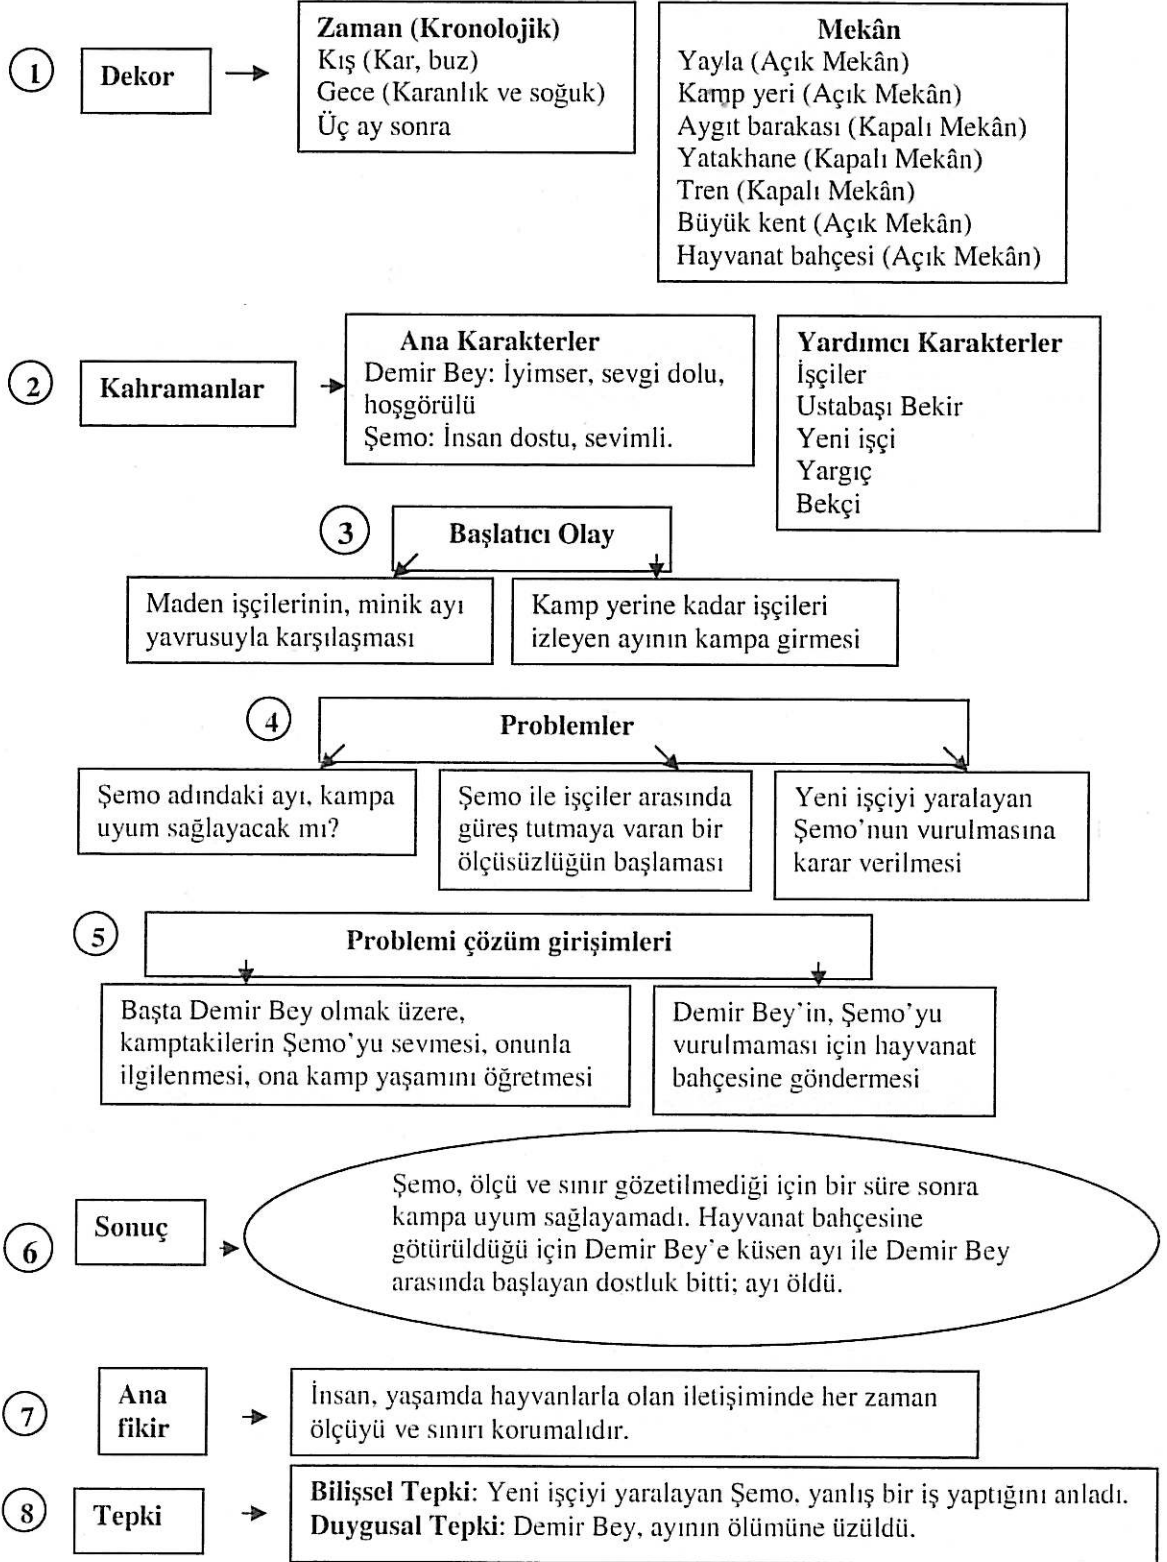 1
Dekor
Zaman (Kronolojik)
Kış (Kar, buz)
Gece (Karanlık ve soğuk)
Üç ay sonra
Mekân
Yayla (Açık Mekân)
Kamp yeri (Açık Mekân)
Aygıt barakası (Kapalı Mekân)
Yatakhane (Kapalı Mekân)
Tren (Kapalı Mekân)
Büyük kent (Açık Mekân)
Hayvanat bahçesi (Açık Mekân)
2
Kahramanlar
Ana Karakterler
Demir Bey: İyimser, sevgi dolu,
hoşgörülü
Şemo: İnsan dostu, sevimli.
Yardımcı Karakterler
İşçiler
Ustabaşı Bekir
Yeni işçi
Yargıç
Bekçi
3
Başlatıcı Olay
Maden işçilerinin, minik ayı
yavrusuyla karşılaşması
Kamp yerine kadar işçileri
izleyen ayının kampa girmesi
4
Problemler
Şemo adındaki ayı, kampa
uyum sağlayacak mı?
Şemo ile işçiler arasında
güreş tutmaya varan bir
ölçüsüzlüğün başlaması
Yeni işçiyi yaralayan
Şemo'nun vurulmasına
karar verilmesi
5
Problemi çözüm girişimleri
Başta Demir Bey olmak üzere,
kamptakilerin Şemo'yu sevmesi, onunla
ilgilenmesi, ona kamp yaşamını öğretmesi
Demir Bey'in, Şemo'yu
vurulmaması için hayvanat
bahçesine göndermesi
6
Sonuç
Şemo, ölçü ve sınır gözetilmediği için bir süre sonra
kampa uyum sağlayamadı. Hayvanat bahçesine
götürüldüğü için Demir Bey'e küsen ayı ile Demir Bey
arasında başlayan dostluk bitti; ayı öldü.
7
Ana
fikir
İnsan, yaşamda hayvanlarla olan iletişiminde her zaman
ölçüyü ve sınırı korumalıdır.
8
Tepki
Bilişsel Tepki: Yeni işçiyi yaralayan Şemo, yanlış bir iş yaptığını anladı.
Duygusal Tepki: Demir Bey, ayının ölümüne üzüldü.